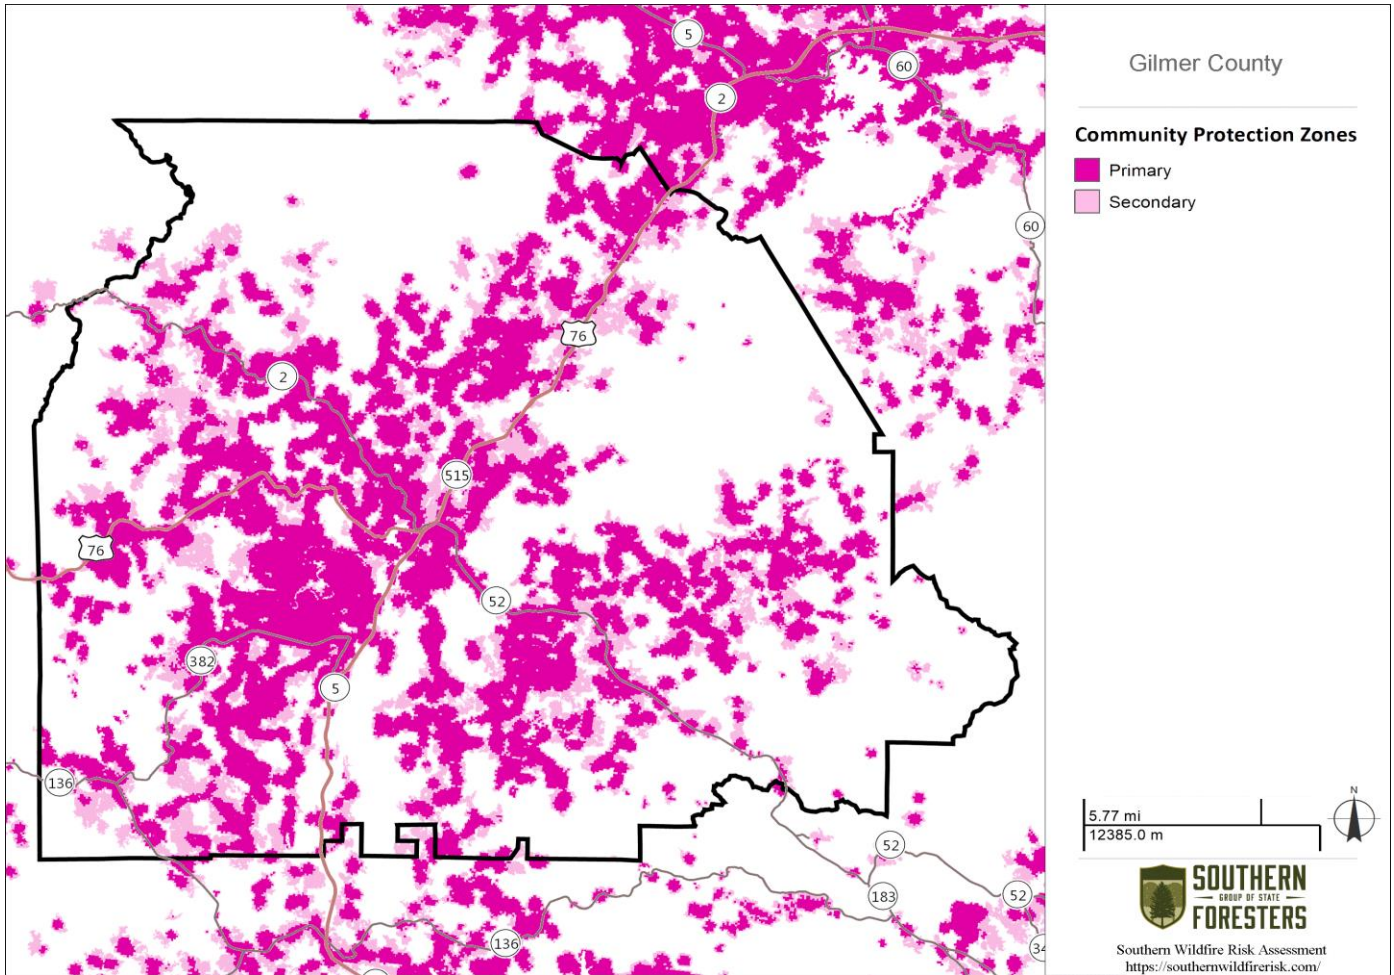 5
60
2
60
76
2
515
76
52
382
5
136
52
183
52
136
34
Gilmer County
Community Protection Zones
Primary
Secondary
N
5.77 mi
12385.0 m
SOUTHERN
GROUP OF STATE
FORESTERS
Southern Wildfire Risk Assessment
https://southernwildfirerisk.com/